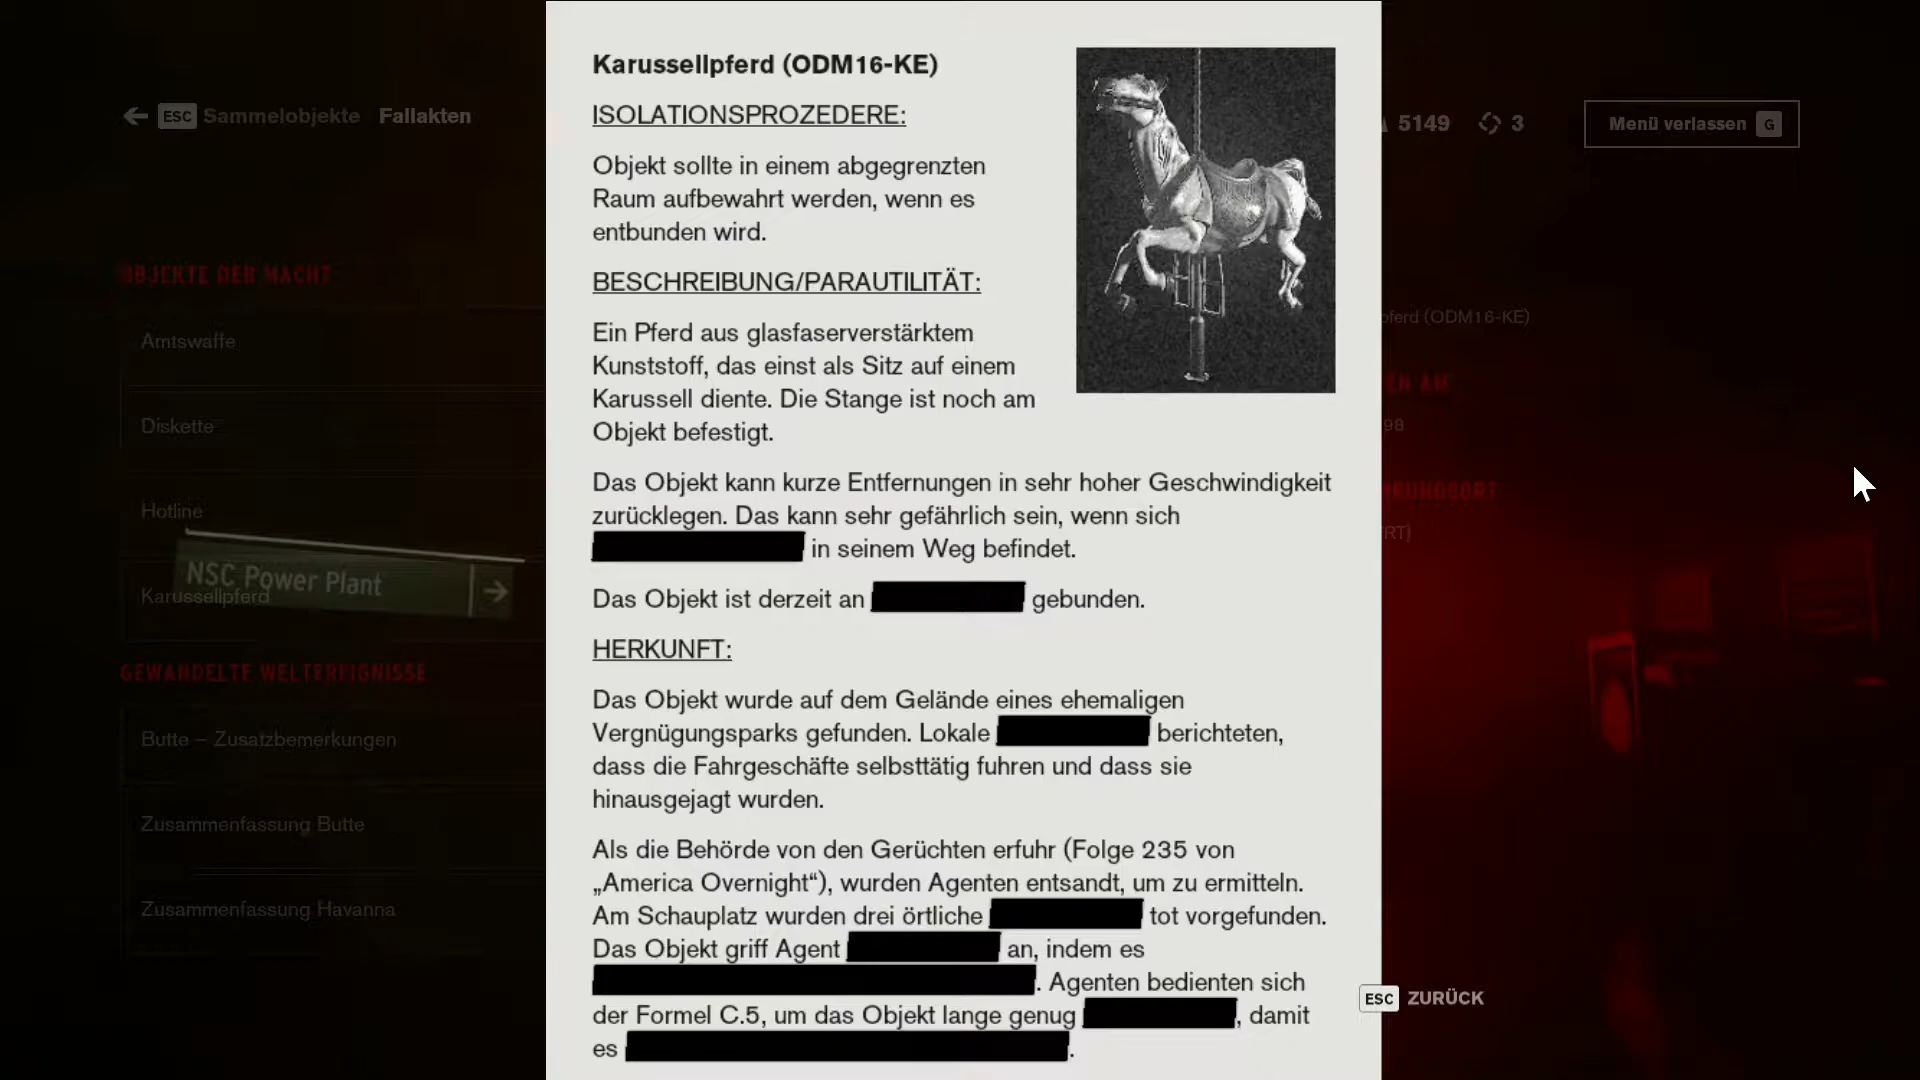 ESC Sammelobjekte Fallakten
5149 3
Menü verlassen G
OBJEKTE DER MACHT
Amtswaffe
Diskette
Hotline
NSC Power Plant →
Karussellpferd
GEWANDELTE WELTEREIGNISSE
Butte – Zusatzbemerkungen
Zusammenfassung Butte
Zusammenfassung Havanna
Karussellpferd (ODM16-KE)
ISOLATIONSPROZEDERE:
Objekt sollte in einem abgegrenzten
Raum aufbewahrt werden, wenn es
entbunden wird.
BESCHREIBUNG/PARAUTILITÄT:
Ein Pferd aus glasfaserverstärktem
Kunststoff, das einst als Sitz auf einem
Karussell diente. Die Stange ist noch am
Objekt befestigt.
Das Objekt kann kurze Entfernungen in sehr hoher Geschwindigkeit
zurücklegen. Das kann sehr gefährlich sein, wenn sich
in seinem Weg befindet.
Das Objekt ist derzeit an gebunden.
HERKUNFT:
Das Objekt wurde auf dem Gelände eines ehemaligen
Vergnügungsparks gefunden. Lokale berichteten,
dass die Fahrgeschäfte selbsttätig fuhren und dass sie
hinausgejagt wurden.
Als die Behörde von den Gerüchten erfuhr (Folge 235 von
„America Overnight“), wurden Agenten entsandt, um zu ermitteln.
Am Schauplatz wurden drei örtliche tot vorgefunden.
Das Objekt griff Agent an, indem es
. Agenten bedienten sich
der Formel C.5, um das Objekt lange genug , damit
es .
pferd (ODM16-KE)
EN AM
98
HRUNGSORT
RT]
ESC ZURÜCK